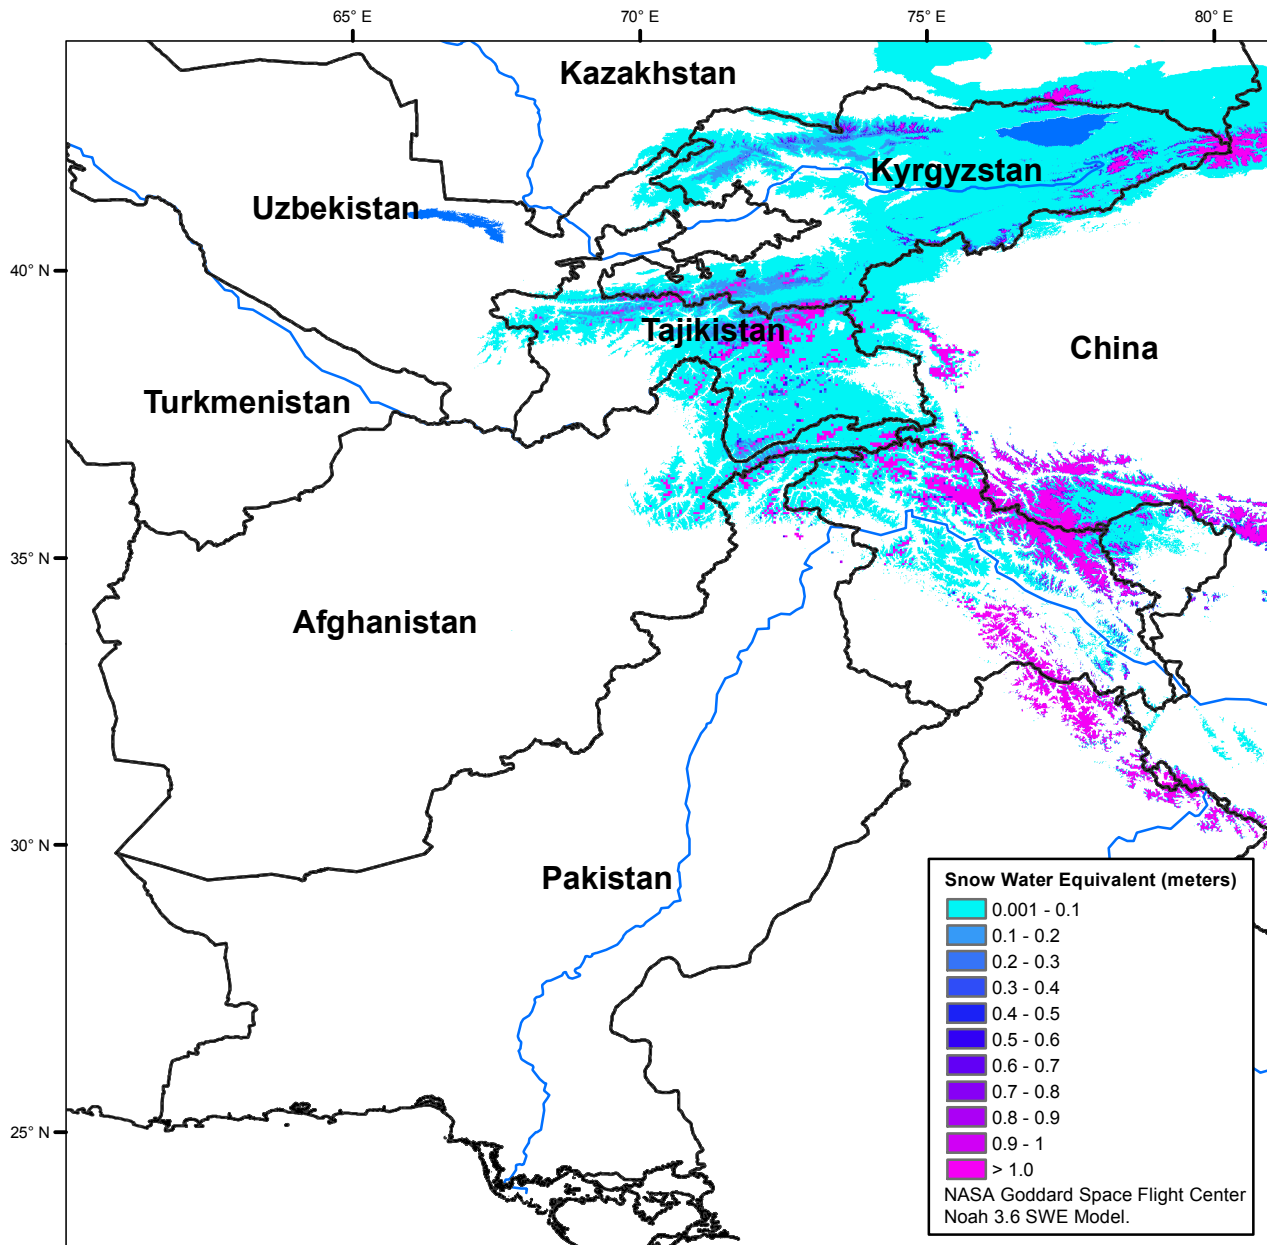 65° E
70° E
75° E
80° E
Kazakhstan
Kyrgyzstan
Uzbekistan
40° N
Tajikistan
China
Turkmenistan
35° N
Afghanistan
30° N
Pakistan
25° N
Snow Water Equivalent (meters)
0.001 - 0.1
0.1 - 0.2
0.2 - 0.3
0.3 - 0.4
0.4 - 0.5
0.5 - 0.6
0.6 - 0.7
0.7 - 0.8
0.8 - 0.9
0.9 - 1
> 1.0
NASA Goddard Space Flight Center
Noah 3.6 SWE Model.